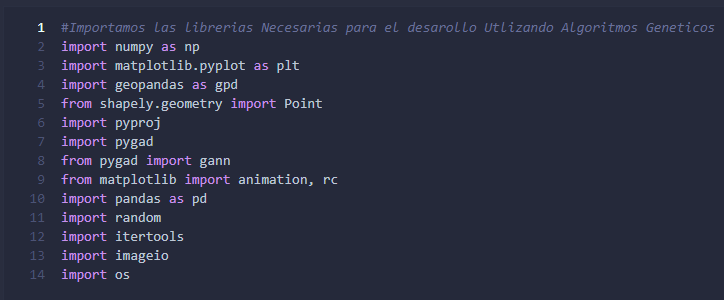 1 #Importamos las librerias Necesarias para el desarollo Utlizando Algoritmos Geneticos
2 import numpy as np
3 import matplotlib.pyplot as plt
4 import geopandas as gpd
5 from shapely.geometry import Point
6 import pyproj
7 import pygad
8 from pygad import gann
9 from matplotlib import animation, rc
10 import pandas as pd
11 import random
12 import itertools
13 import imageio
14 import os